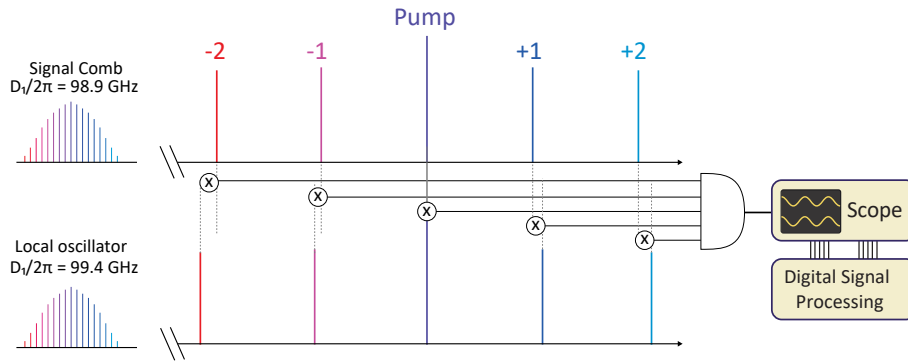 Pump
-2
-1
+1
+2
Signal Comb
D₁/2π = 98.9 GHz
X
X
X
X
X
Scope
Local oscillator
D₁/2π = 99.4 GHz
Digital Signal
Processing